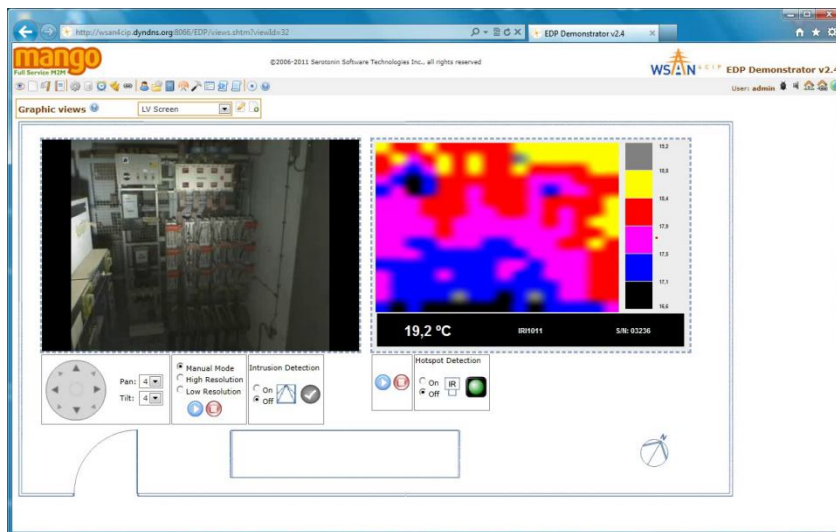 http://wsan4cip.dyndns.org:8066/EDP/views.shtm?viewId=32
EDP Demonstrator v2.4
mango
Full Service M2M
©2006-2011 Serotonin Software Technologies Inc., all rights reserved
WSAN4CIP
EDP Demonstrator v2.4
User: admin
Graphic views
LV Screen
19,2
18,8
18,4
17,9
17,5
17,1
16,6
19,2 ºC
IRI1011
S/N: 03236
Pan: 4
Tilt: 4
Manual Mode
High Resolution
Low Resolution
Intrusion Detection
On
Off
Hotspot Detection
On
Off
IR
N